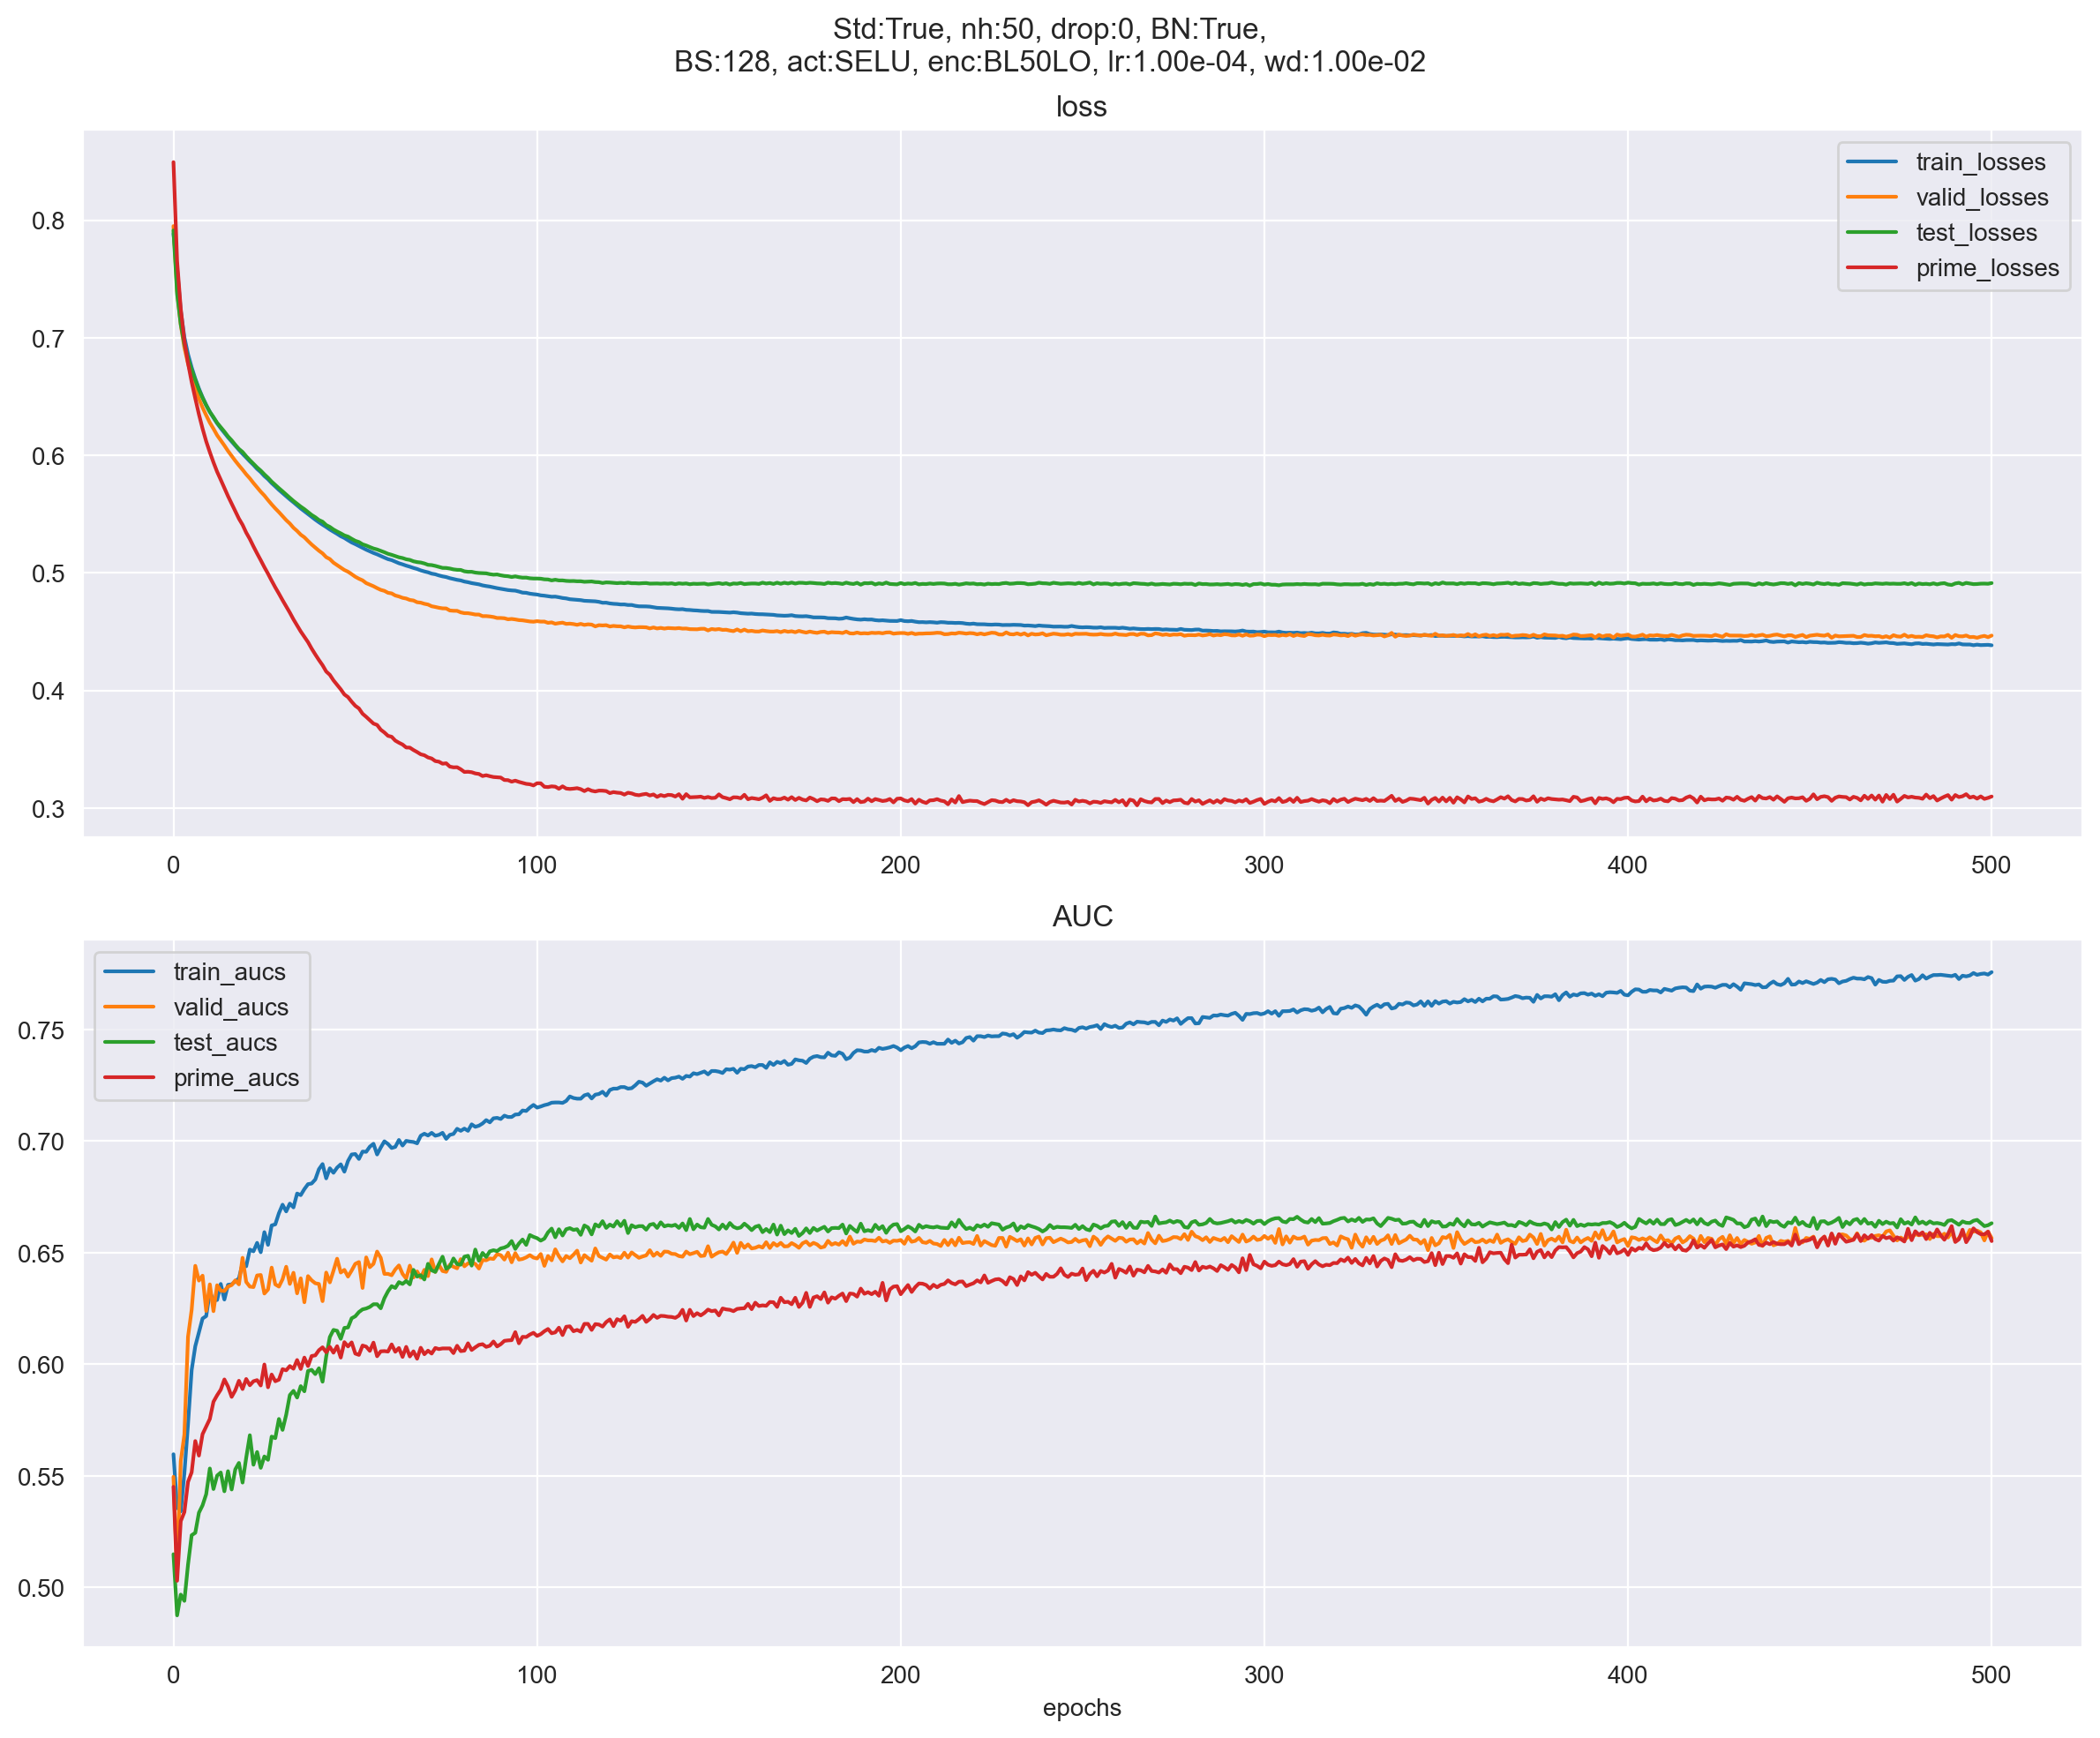 Std:True, nh:50, drop:0, BN:True,
BS:128, act:SELU, enc:BL50LO, lr:1.00e-04, wd:1.00e-02
loss
train_losses
valid_losses
test_losses
prime_losses
0.8
0.7
0.6
0.5
0.4
0.3
0 100 200 300 400 500
AUC
train_aucs
valid_aucs
test_aucs
prime_aucs
0.75
0.70
0.65
0.60
0.55
0.50
0 100 200 300 400 500
epochs